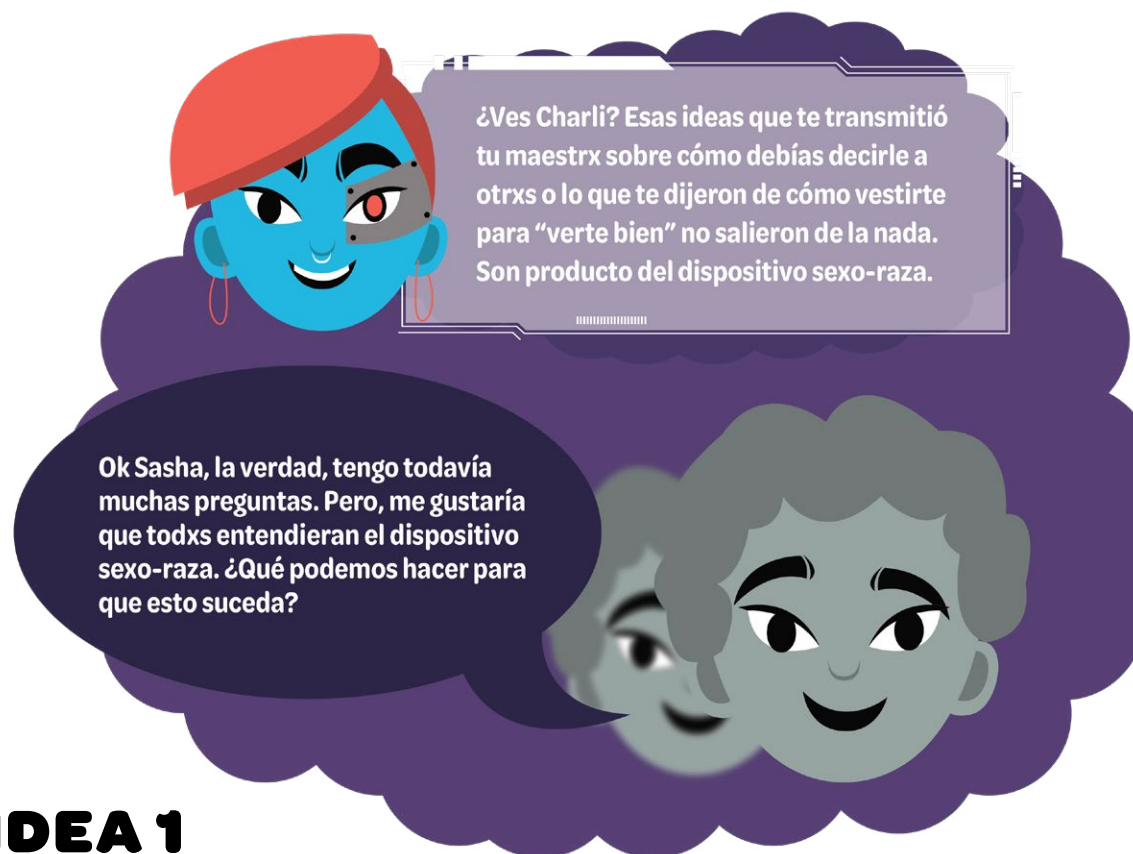 ¿Ves Charli? Esas ideas que te transmitió
tu maestrx sobre cómo debías decirle a
otrxs o lo que te dijeron de cómo vestirte
para “verte bien” no salieron de la nada.
Son producto del dispositivo sexo-raza.
Ok Sasha, la verdad, tengo todavía
muchas preguntas. Pero, me gustaría
que todxs entendieran el dispositivo
sexo-raza. ¿Qué podemos hacer para
que esto suceda?
IDEA 1